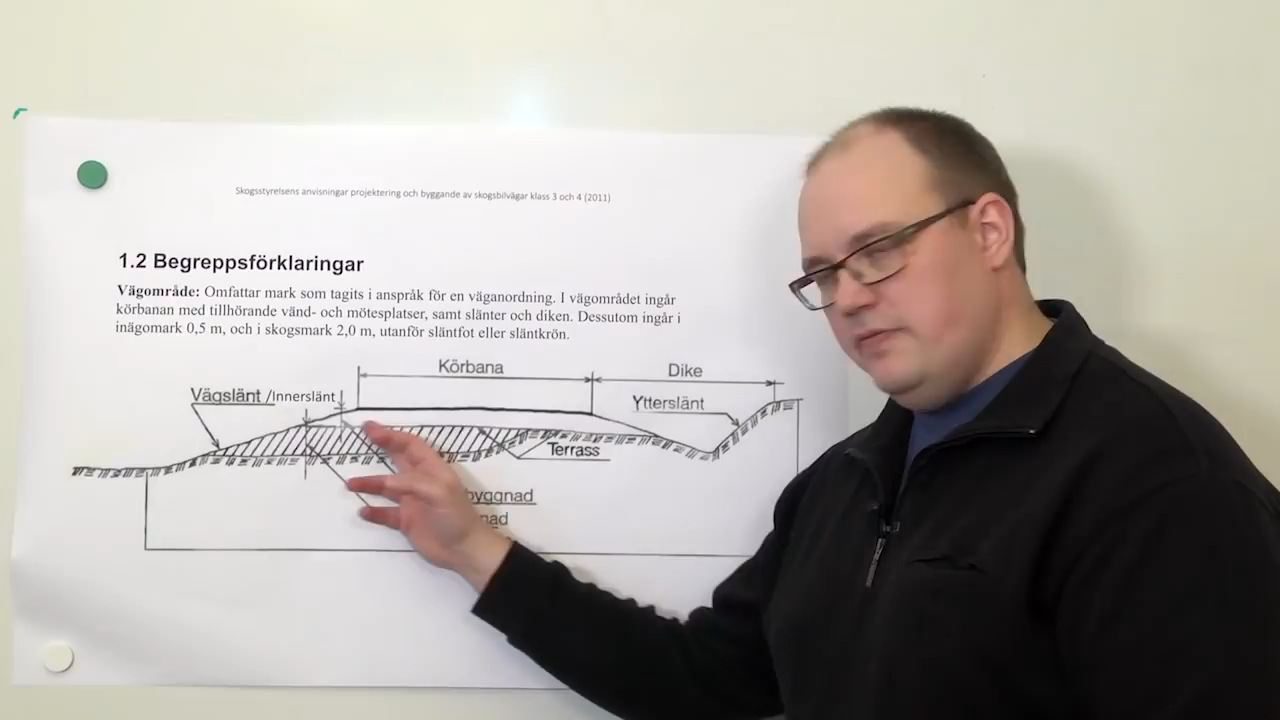 Skogsstyrelsens anvisningar projektering och byggande av skogsbilvägar klass 3 och 4 (2011)
1.2 Begreppsförklaringar
Vägområde: Omfattar mark som tagits i anspråk för en väganordning. I vägområdet ingår
körbanan med tillhörande vänd- och mötesplatser, samt slänter och diken. Dessutom ingår i
inägomark 0,5 m, och i skogsmark 2,0 m, utanför släntfot eller släntkrön.
Körbana
Dike
Vägslänt /Innerslänt
Ytterslänt
Terrass
byggnad
nad